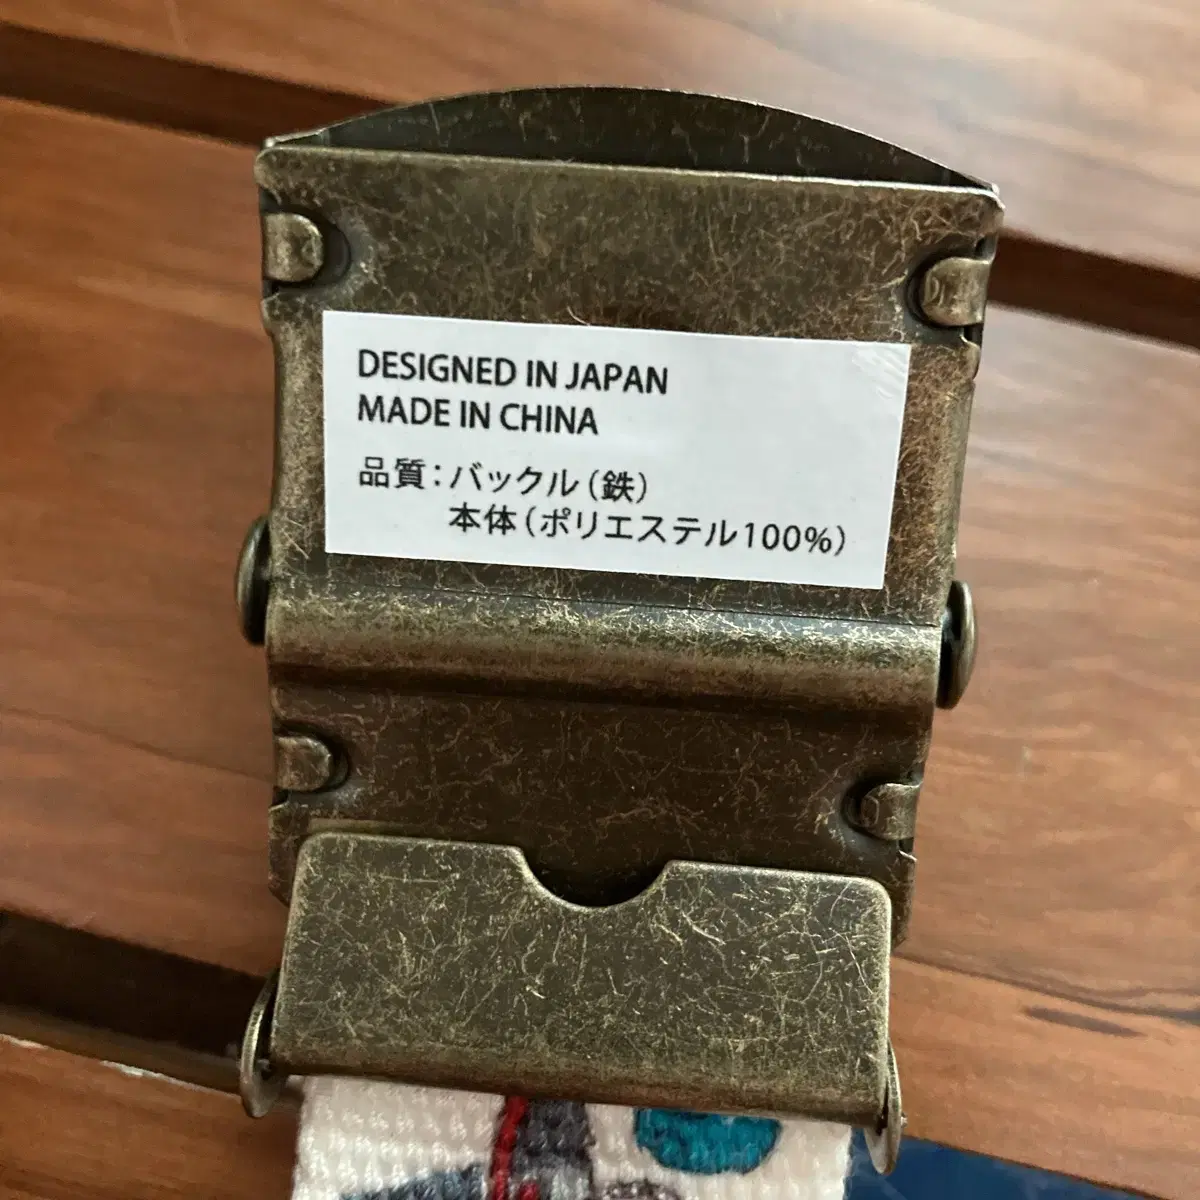 DESIGNED IN JAPAN
MADE IN CHINA
品質：バックル（鉄）
本体（ポリエステル100%）